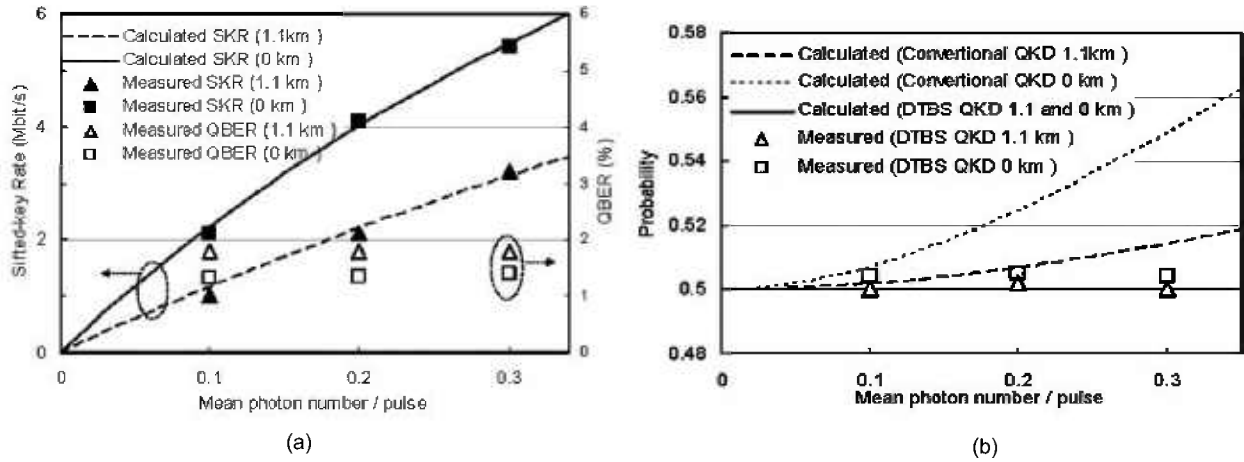 6
4
2
0
Sifted-key Rate (Mbit/s)
Calculated SKR (1.1km )
Calculated SKR (0 km)
Measured SKR (1.1 km )
Measured SKR (0 km)
Measured QBER (1.1 km )
Measured QBER (0 km )
6
5
4
3
2
1
0
QBER (%)
0 0.1 0.2 0.3
Mean photon number / pulse
(a)
0.58
0.56
0.54
0.52
0.5
0.48
Probability
Calculated (Convertional QKD 1.1km )
Calculated (Convertional QKD 0 km )
Calculated (DTBS QKD 1.1 and 0 km )
Measured (DTBS QKD 1.1 km )
Measured (DTBS QKD 0 km )
0 0.1 0.2 0.3
Mean photon number / pulse
(b)